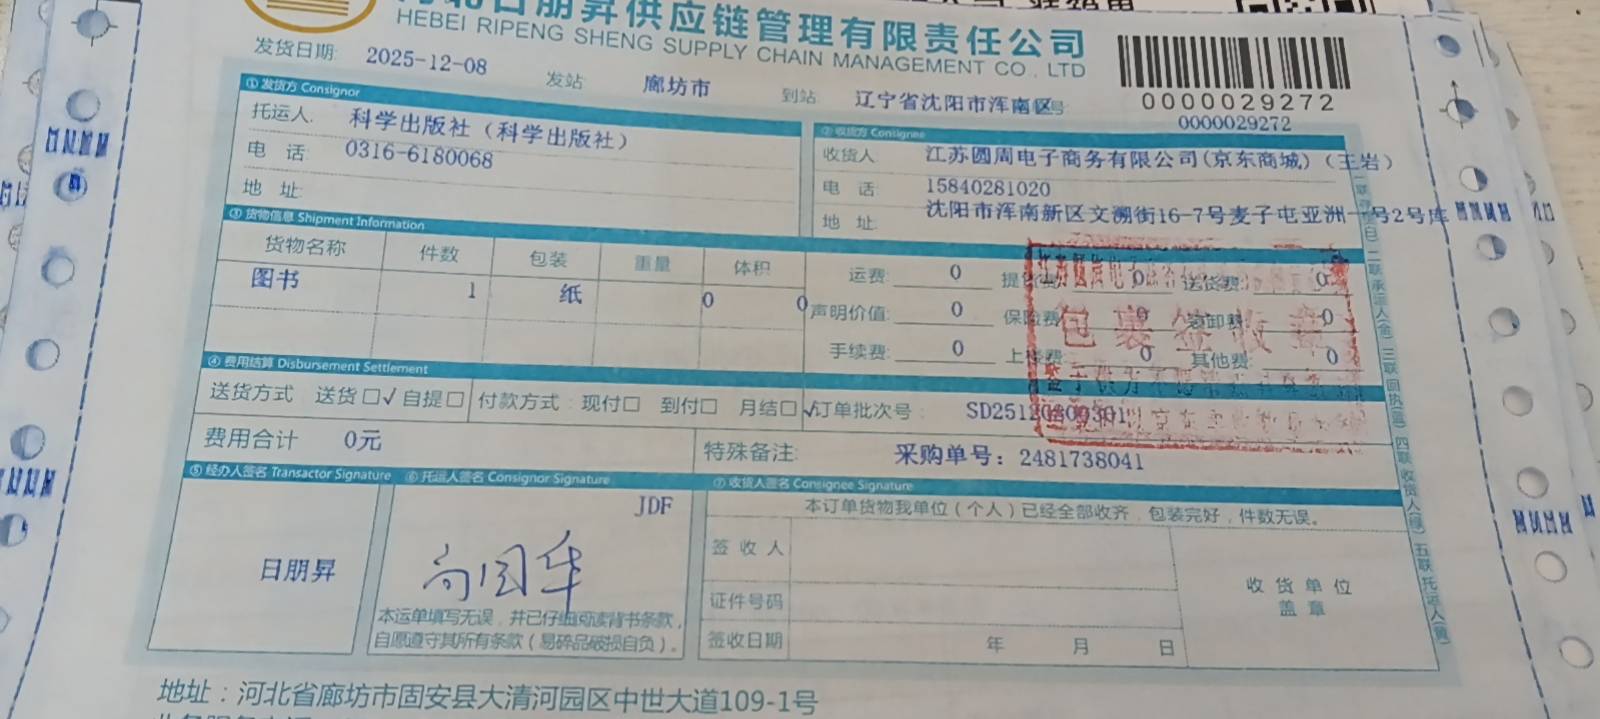 河北日朋昇供应链管理有限责任公司
HEBEI RIPENG SHENG SUPPLY CHAIN MANAGEMENT CO., LTD
0000029272
0000029272
发货日期: 2025-12-08 发站 廊坊市 到站 辽宁省沈阳市浑南区
① 发货方 Consignor
托运人. 科学出版社（科学出版社）
电 话 0316-6180068
地 址:
② 收货方 Consignee
收货人 江苏圆周电子商务有限公司(京东商城)（王岩）
电 话: 15840281020
地 址: 沈阳市浑南新区文溯街16-7号麦子屯亚洲一号2号库
③ 货物信息 Shipment Information
货物名称 件数 包装 重量 体积
图书 1 纸 0 0
运费: 0 提货费: 0 送货费: 0
声明价值: 0 保险费: 0 装卸费: 0
手续费: 0 上楼费: 0 其他费: 0
包裹签收章
④ 费用结算 Disbursement Settlement
送货方式 送货□√ 自提□ 付款方式: 现付□ 到付□ 月结□√ 订单批次号:
费用合计 0元 特殊备注: 采购单号: 2481738041
⑤ 经办人签名 Transactor Signature
日朋昇
⑥ 托运人签名 Consignor Signature
JDF
本运单填写无误，并已仔细阅读背书条款，
自愿遵守其所有条款（易碎品破损自负）。
⑦ 收货人签名 Consignee Signature
本订单货物我单位（个人）已经全部收齐，包装完好，件数无误。
签 收 人
证件号码
签收日期 年 月 日
收 货 单 位
盖 章
地址：河北省廊坊市固安县大清河园区中世大道109-1号